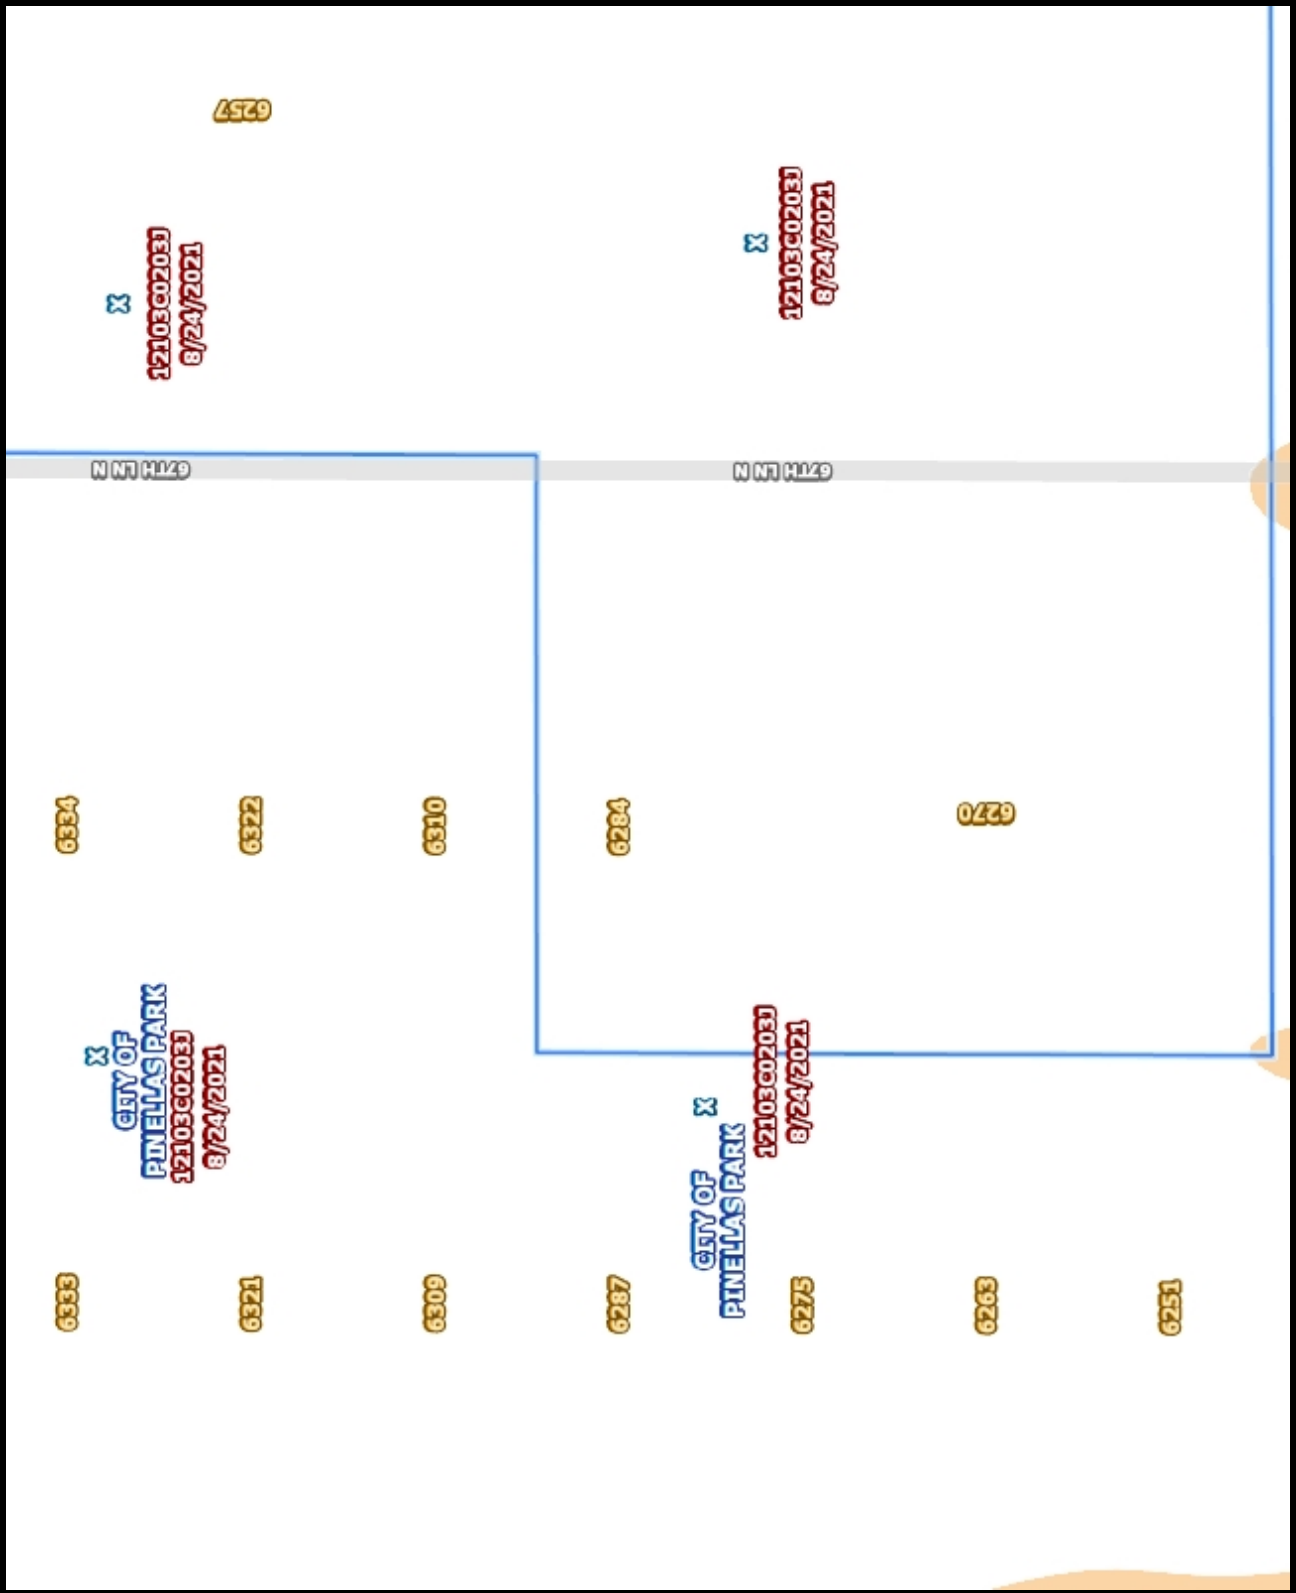 6257
X
12103C0203J
8/24/2021
X
12103C0203J
8/24/2021
67TH LN N
67TH LN N
6334
6322
6310
6284
6270
X
CITY OF
PINELLAS PARK
12103C0203J
8/24/2021
X
CITY OF
PINELLAS PARK
12103C0203J
8/24/2021
6333
6321
6309
6287
6275
6263
6251